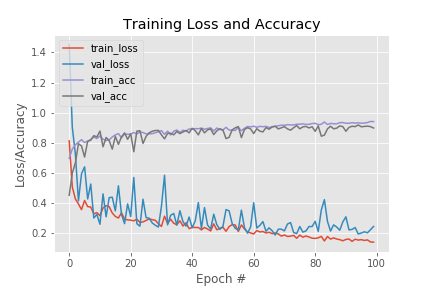 Training Loss and Accuracy
train_loss
val_loss
train_acc
val_acc
Loss/Accuracy
1.4
1.2
1.0
0.8
0.6
0.4
0.2
0
20
40
60
80
100
Epoch #